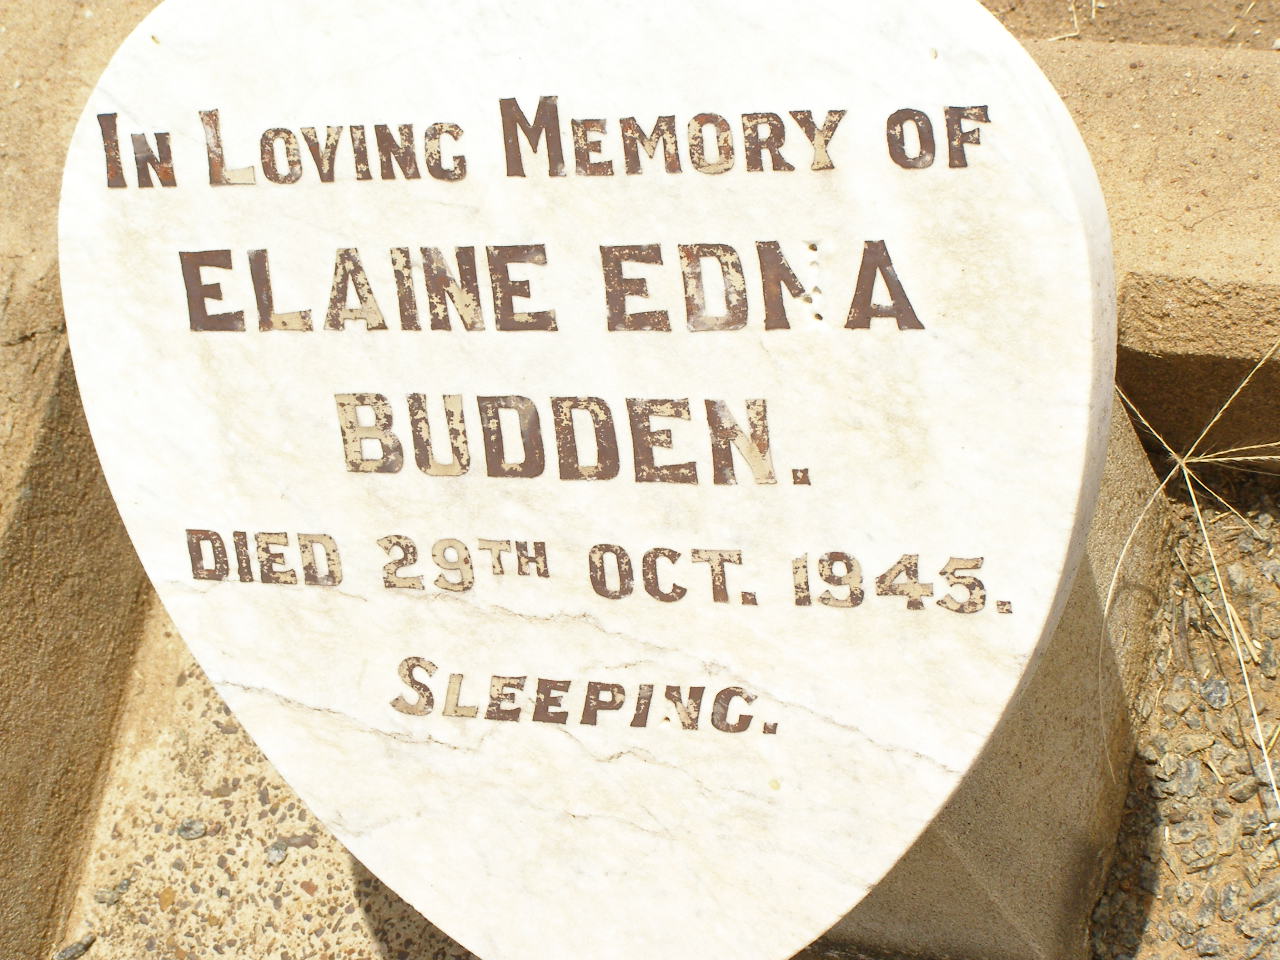 IN LOVING MEMORY OF
ELAINE EDNA
BUDDEN.
DIED 29TH OCT. 1945.
SLEEPING.